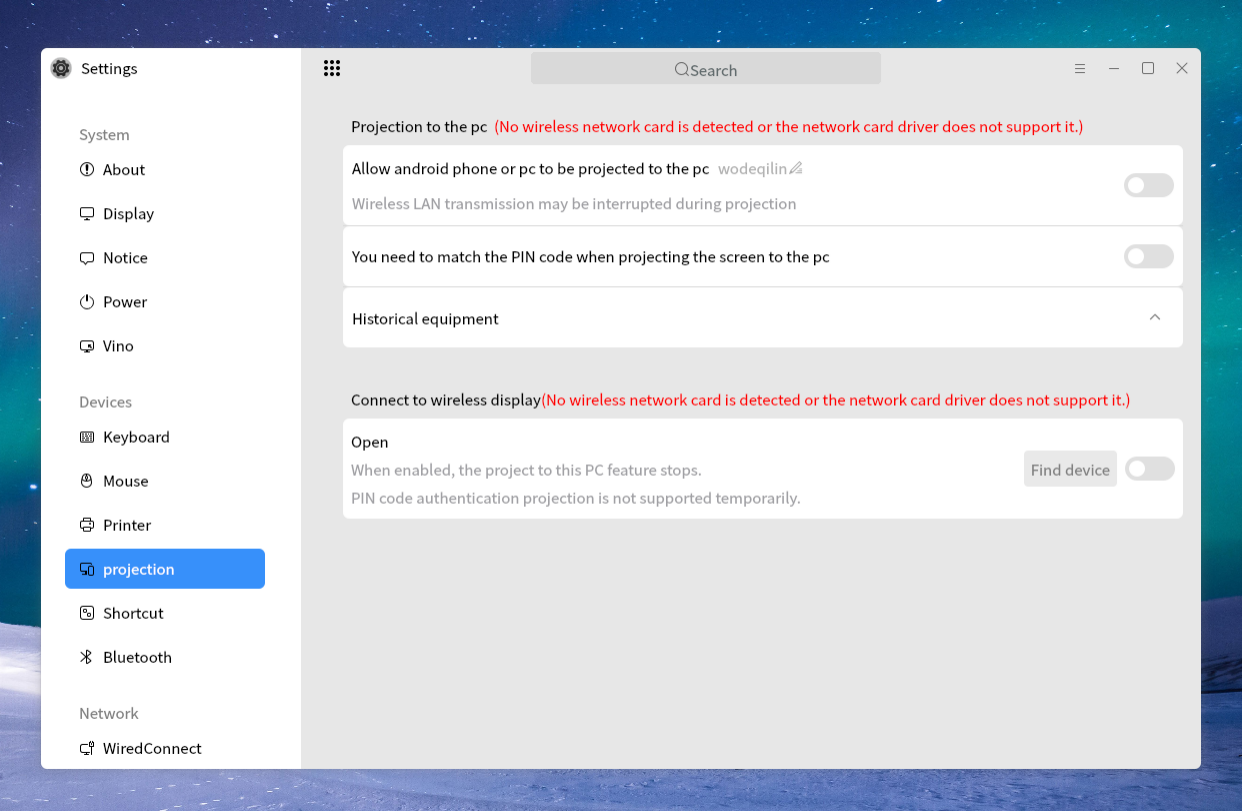 Settings
Search
System
About
Display
Notice
Power
Vino
Devices
Keyboard
Mouse
Printer
projection
Shortcut
Bluetooth
Network
WiredConnect
Projection to the pc (No wireless network card is detected or the network card driver does not support it.)
Allow android phone or pc to be projected to the pc wodeqilin
Wireless LAN transmission may be interrupted during projection
You need to match the PIN code when projecting the screen to the pc
Historical equipment
Connect to wireless display(No wireless network card is detected or the network card driver does not support it.)
Open
When enabled, the project to this PC feature stops.
Find device
PIN code authentication projection is not supported temporarily.